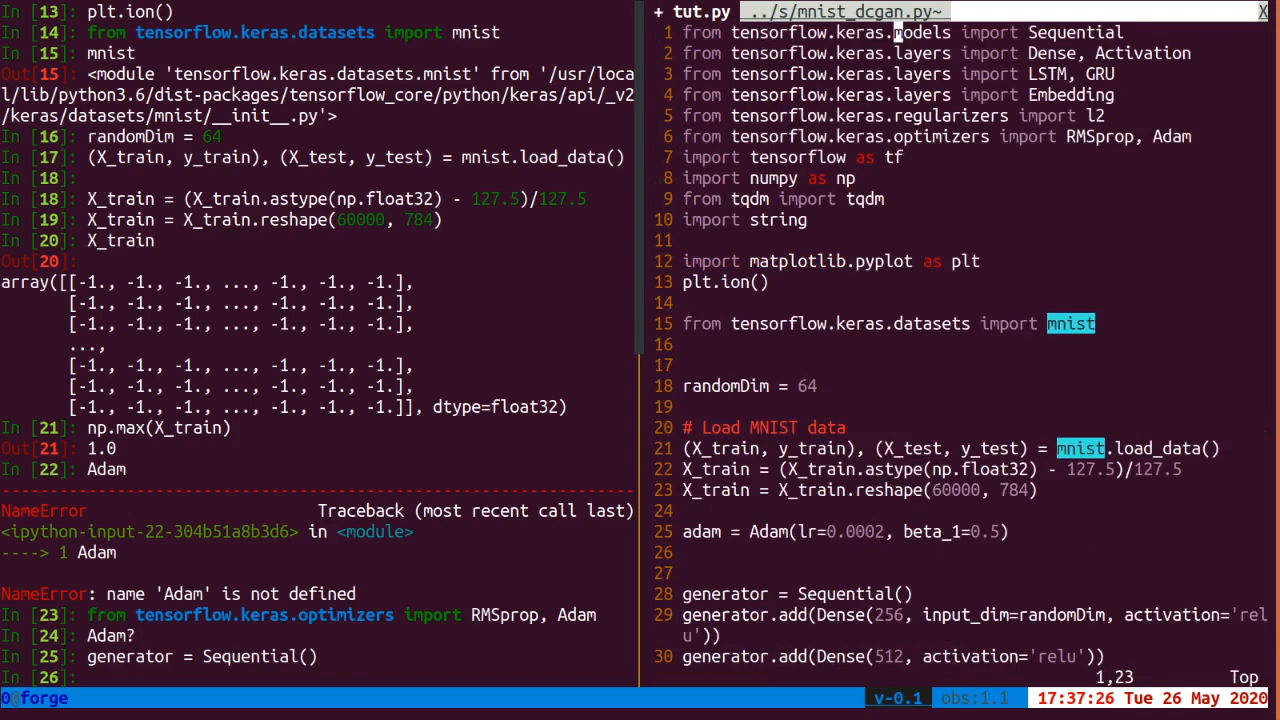 In [13]: plt.ion()
In [14]: from tensorflow.keras.datasets import mnist
In [15]: mnist
Out[15]: <module 'tensorflow.keras.datasets.mnist' from '/usr/loca
l/lib/python3.6/dist-packages/tensorflow_core/python/keras/api/_v2
/keras/datasets/mnist/__init__.py'>
In [16]: randomDim = 64
In [17]: (X_train, y_train), (X_test, y_test) = mnist.load_data()
In [18]:
In [18]: X_train = (X_train.astype(np.float32) - 127.5)/127.5
In [19]: X_train = X_train.reshape(60000, 784)
In [20]: X_train
Out[20]:
array([[-1., -1., -1., ..., -1., -1., -1.],
[-1., -1., -1., ..., -1., -1., -1.],
[-1., -1., -1., ..., -1., -1., -1.],
...,
[-1., -1., -1., ..., -1., -1., -1.],
[-1., -1., -1., ..., -1., -1., -1.],
[-1., -1., -1., ..., -1., -1., -1.]], dtype=float32)
In [21]: np.max(X_train)
Out[21]: 1.0
In [22]: Adam
---------------------------------------------------------------------------
NameError Traceback (most recent call last)
<ipython-input-22-304b51a8b3d6> in <module>
----> 1 Adam
NameError: name 'Adam' is not defined
In [23]: from tensorflow.keras.optimizers import RMSprop, Adam
In [24]: Adam?
In [25]: generator = Sequential()
In [26]:
+ tut.py ../s/mnist_dcgan.py~ X
1 from tensorflow.keras.models import Sequential
2 from tensorflow.keras.layers import Dense, Activation
3 from tensorflow.keras.layers import LSTM, GRU
4 from tensorflow.keras.layers import Embedding
5 from tensorflow.keras.regularizers import l2
6 from tensorflow.keras.optimizers import RMSprop, Adam
7 import tensorflow as tf
8 import numpy as np
9 from tqdm import tqdm
10 import string
11
12 import matplotlib.pyplot as plt
13 plt.ion()
14
15 from tensorflow.keras.datasets import mnist
16
17
18 randomDim = 64
19
20 # Load MNIST data
21 (X_train, y_train), (X_test, y_test) = mnist.load_data()
22 X_train = (X_train.astype(np.float32) - 127.5)/127.5
23 X_train = X_train.reshape(60000, 784)
24
25 adam = Adam(lr=0.0002, beta_1=0.5)
26
27
28 generator = Sequential()
29 generator.add(Dense(256, input_dim=randomDim, activation='rel
u'))
30 generator.add(Dense(512, activation='relu'))
1,23 Top
0@forge v-0.1 obs:1.1 17:37:26 Tue 26 May 2020